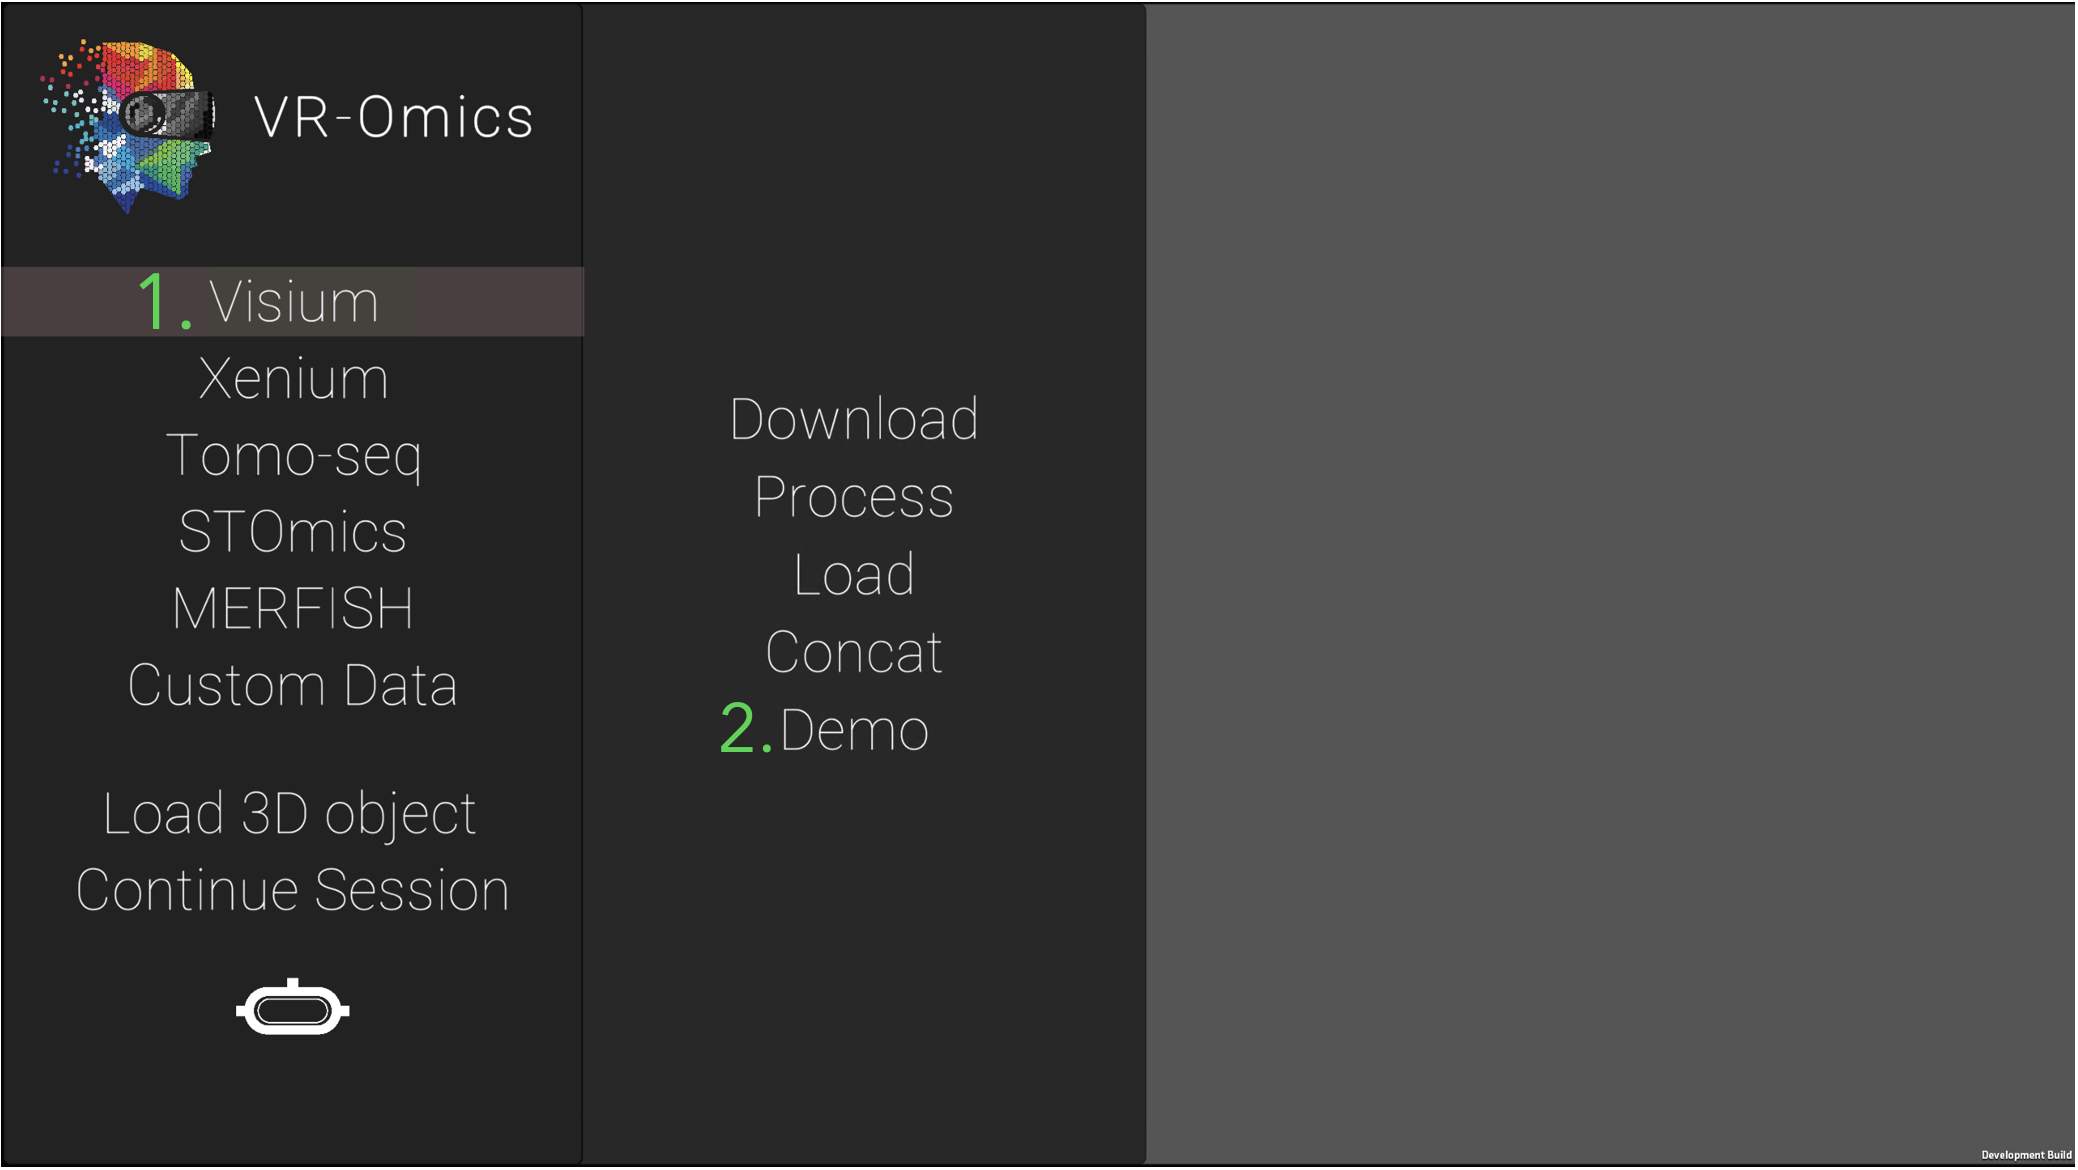 VR-Omics
1. Visium
Xenium
Tomo-seq
STOmics
MERFISH
Custom Data
Load 3D object
Continue Session
Download
Process
Load
Concat
2. Demo
Development Build